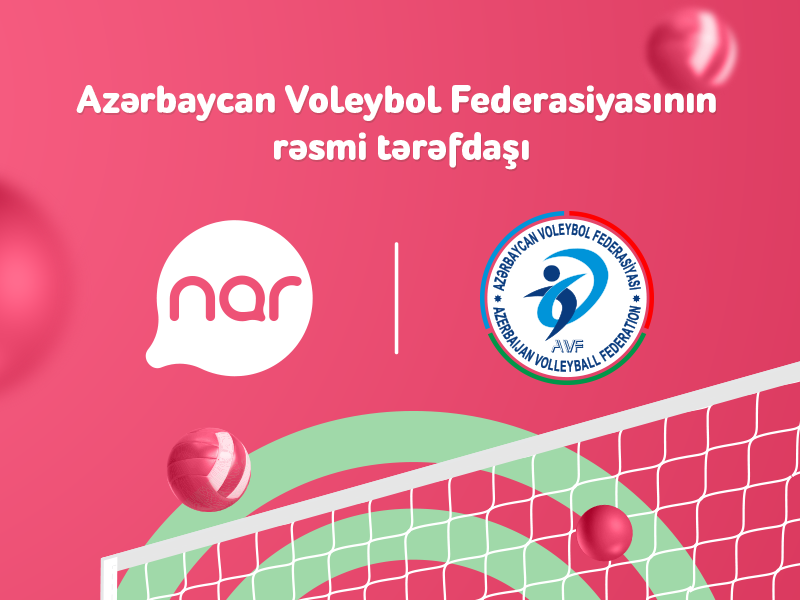 Azərbaycan Voleybol Federasiyasının
rəsmi tərəfdaşı
nar
AZƏRBAYCAN VOLEYBOL FEDERASİYASI
AVF
AZERBAIJAN VOLLEYBALL FEDERATION